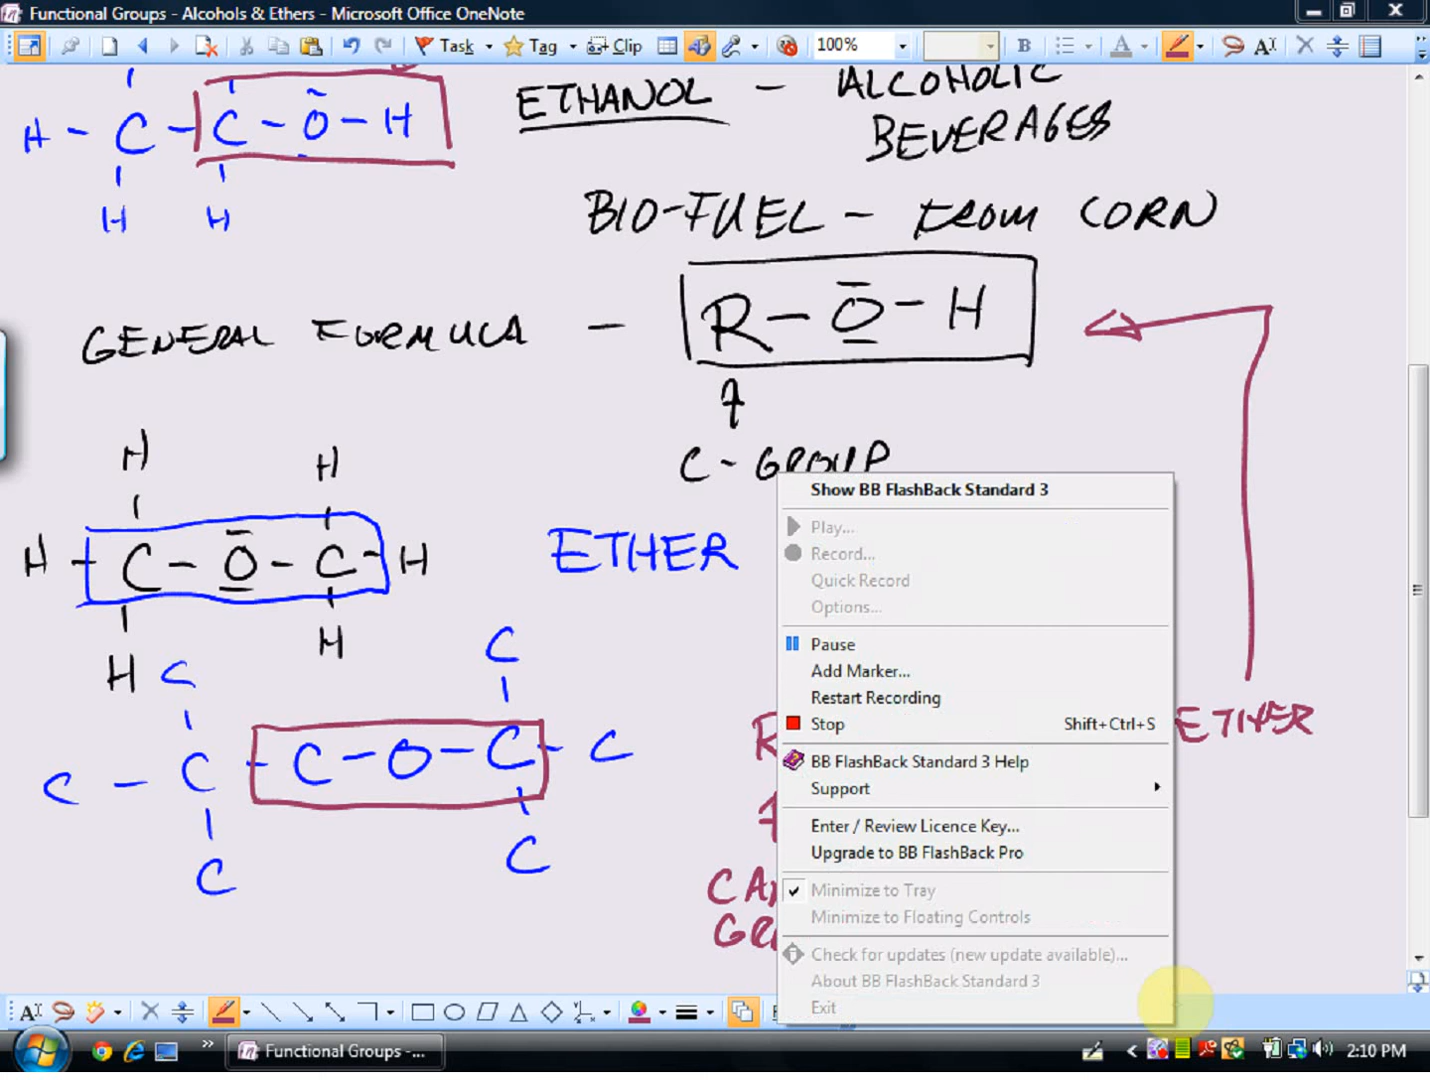 Functional Groups - Alcohols & Ethers - Microsoft Office OneNote
Task Tag Clip 100% B A A
H - C - C - O - H
H H
ETHANOL - ALCOHOLIC
BEVERAGES
BIO-FUEL - FROM CORN
GENERAL FORMULA - R - O - H
C - GROUP
H H
H - C - O - C - H
H H
ETHER
C C
C - C - C - O - C - C
C C
R
ETHER
Show BB FlashBack Standard 3
Play...
Record...
Quick Record
Options...
Pause
Add Marker...
Restart Recording
Stop Shift+Ctrl+S
BB FlashBack Standard 3 Help
Support
Enter / Review Licence Key...
Upgrade to BB FlashBack Pro
Minimize to Tray
Minimize to Floating Controls
Check for updates (new update available)...
About BB FlashBack Standard 3
Exit
Functional Groups -...
2:10 PM